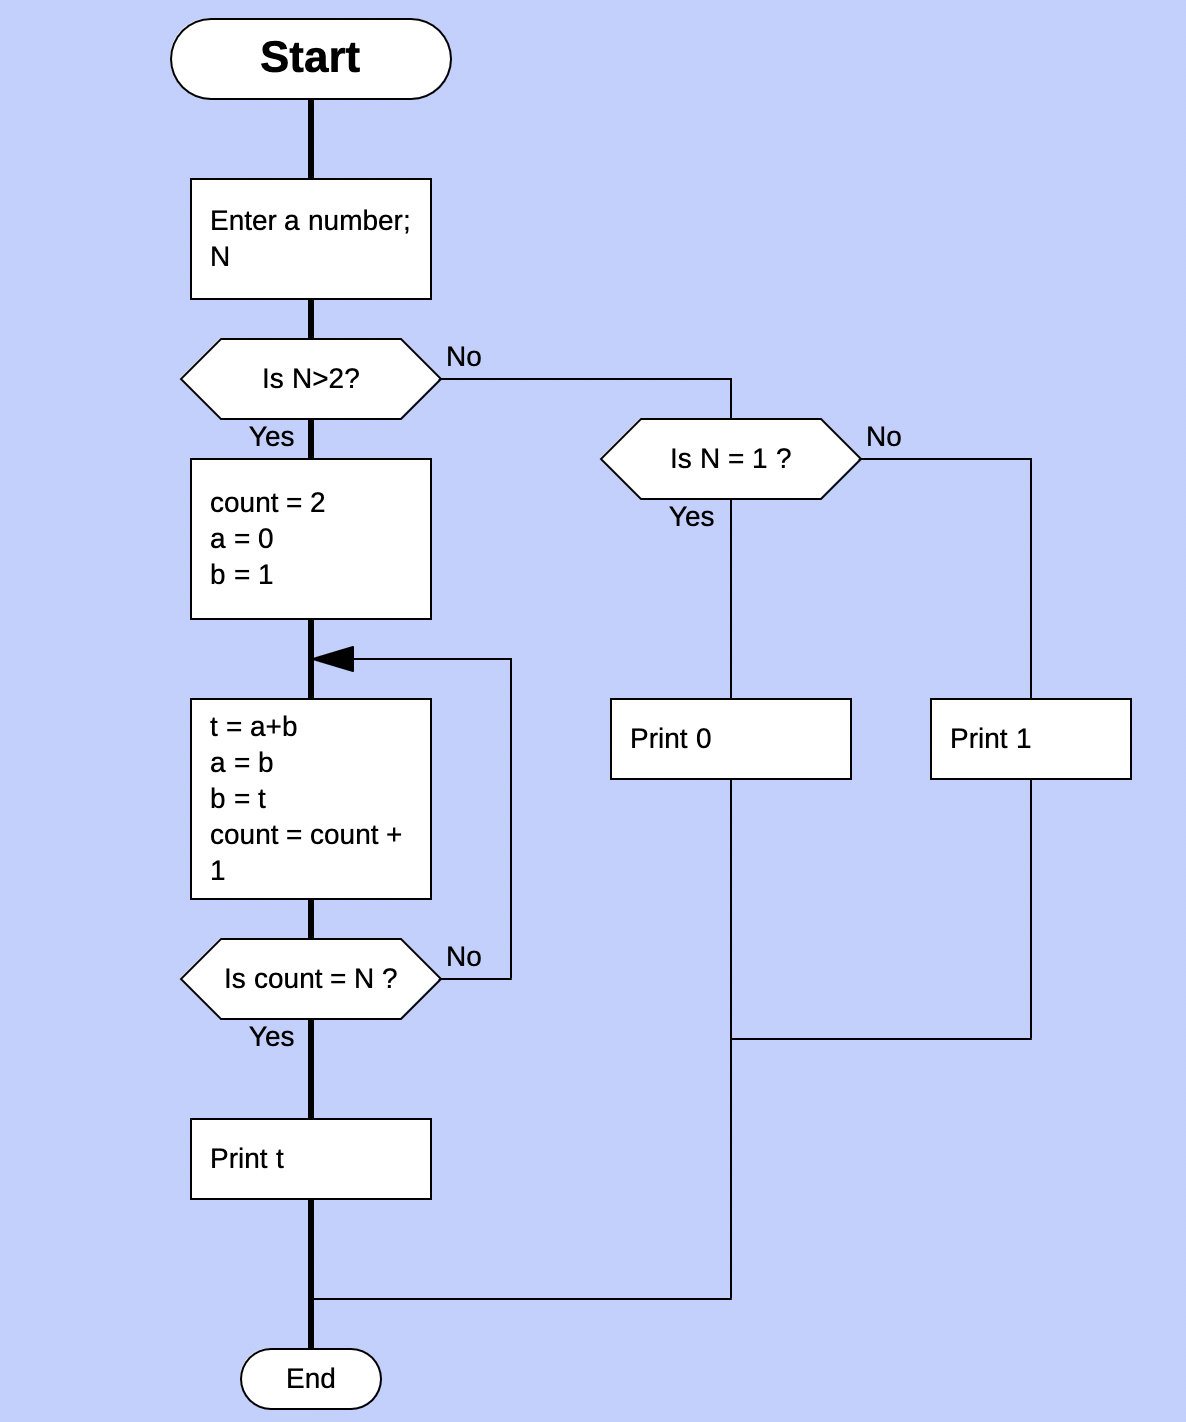 Start
Enter a number;
N
Is N>2?
No
Yes
Is N = 1 ?
No
Yes
count = 2
a = 0
b = 1
t = a+b
a = b
b = t
count = count +
1
Print 0
Print 1
Is count = N ?
No
Yes
Print t
End